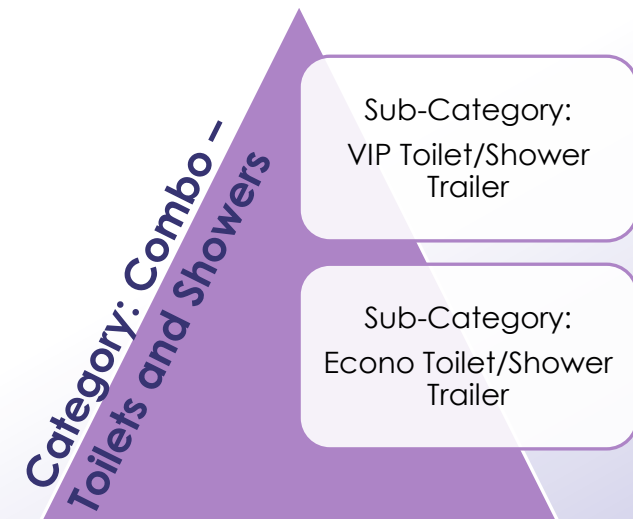 Category: Combo –
Toilets and Showers
Sub-Category:
VIP Toilet/Shower
Trailer
Sub-Category:
Econo Toilet/Shower
Trailer